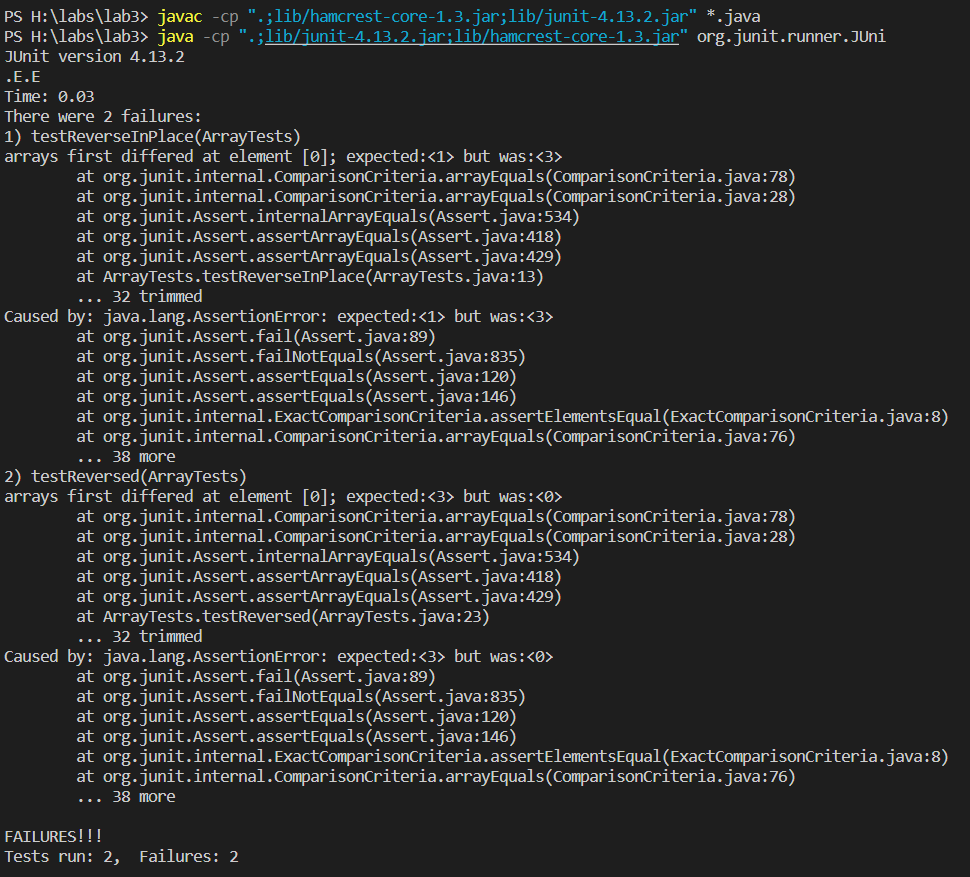 PS H:\labs\lab3> javac -cp ".;lib/hamcrest-core-1.3.jar;lib/junit-4.13.2.jar" *.java
PS H:\labs\lab3> java -cp ".;lib/junit-4.13.2.jar;lib/hamcrest-core-1.3.jar" org.junit.runner.JUni
JUnit version 4.13.2
.E.E
Time: 0.03
There were 2 failures:
1) testReverseInPlace(ArrayTests)
arrays first differed at element [0]; expected:<1> but was:<3>
at org.junit.internal.ComparisonCriteria.arrayEquals(ComparisonCriteria.java:78)
at org.junit.internal.ComparisonCriteria.arrayEquals(ComparisonCriteria.java:28)
at org.junit.Assert.internalArrayEquals(Assert.java:534)
at org.junit.Assert.assertArrayEquals(Assert.java:418)
at org.junit.Assert.assertArrayEquals(Assert.java:429)
at ArrayTests.testReverseInPlace(ArrayTests.java:13)
... 32 trimmed
Caused by: java.lang.AssertionError: expected:<1> but was:<3>
at org.junit.Assert.fail(Assert.java:89)
at org.junit.Assert.failNotEquals(Assert.java:835)
at org.junit.Assert.assertEquals(Assert.java:120)
at org.junit.Assert.assertEquals(Assert.java:146)
at org.junit.internal.ExactComparisonCriteria.assertElementsEqual(ExactComparisonCriteria.java:8)
at org.junit.internal.ComparisonCriteria.arrayEquals(ComparisonCriteria.java:76)
... 38 more
2) testReversed(ArrayTests)
arrays first differed at element [0]; expected:<3> but was:<0>
at org.junit.internal.ComparisonCriteria.arrayEquals(ComparisonCriteria.java:78)
at org.junit.internal.ComparisonCriteria.arrayEquals(ComparisonCriteria.java:28)
at org.junit.Assert.internalArrayEquals(Assert.java:534)
at org.junit.Assert.assertArrayEquals(Assert.java:418)
at org.junit.Assert.assertArrayEquals(Assert.java:429)
at ArrayTests.testReversed(ArrayTests.java:23)
... 32 trimmed
Caused by: java.lang.AssertionError: expected:<3> but was:<0>
at org.junit.Assert.fail(Assert.java:89)
at org.junit.Assert.failNotEquals(Assert.java:835)
at org.junit.Assert.assertEquals(Assert.java:120)
at org.junit.Assert.assertEquals(Assert.java:146)
at org.junit.internal.ExactComparisonCriteria.assertElementsEqual(ExactComparisonCriteria.java:8)
at org.junit.internal.ComparisonCriteria.arrayEquals(ComparisonCriteria.java:76)
... 38 more
FAILURES!!!
Tests run: 2,  Failures: 2